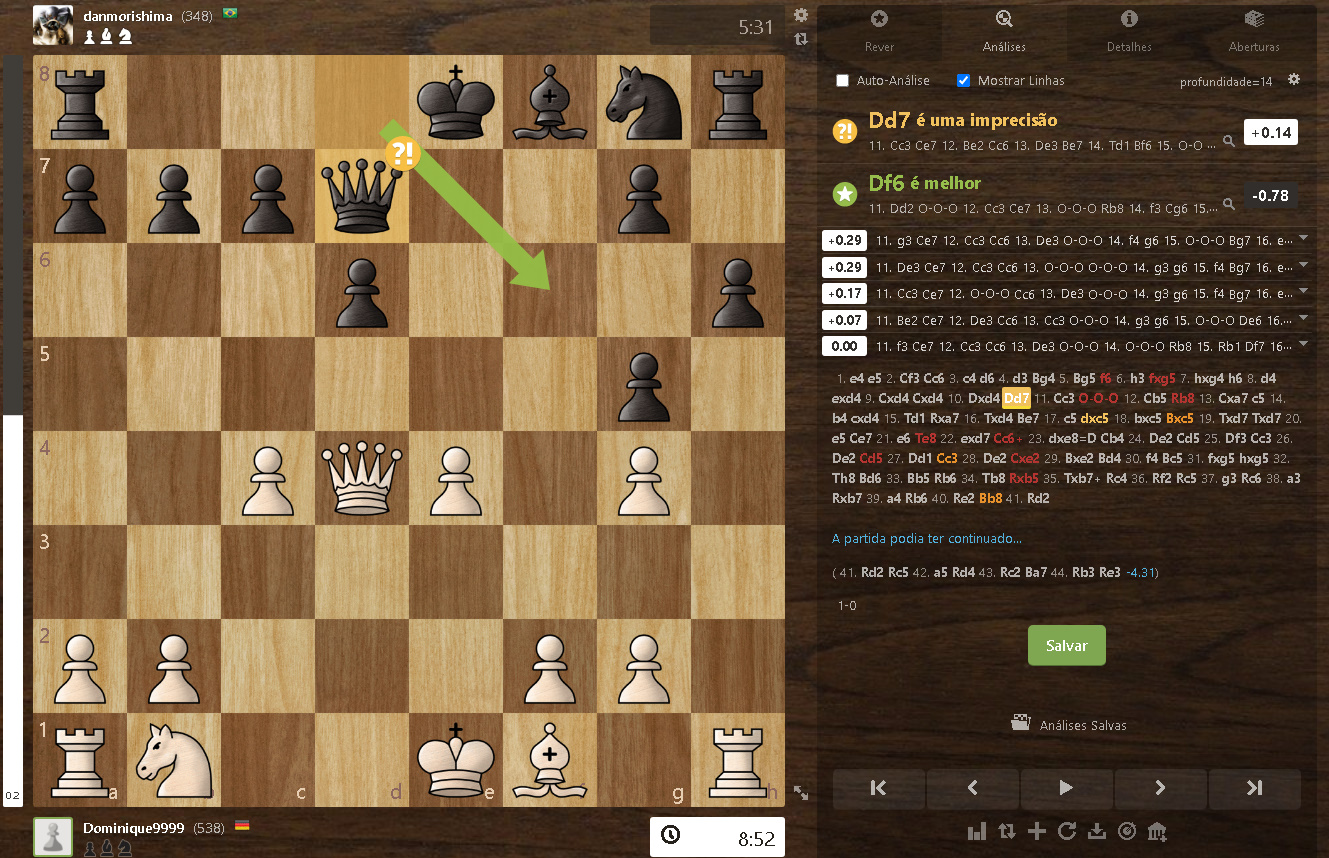 danmorishima (348)
5:31
Rever
Análises
Detalhes
Aberturas
Auto-Análise
Mostrar Linhas
profundidade=14
?! Dd7 é uma imprecisão
11. Cc3 Ce7 12. Be2 Cc6 13. De3 Be7 14. Td1 Bf6 15. O-O ...
+0.14
Df6 é melhor
11. Dd2 O-O-O 12. Cc3 Ce7 13. O-O-O Rb8 14. f3 Cg6 15....
-0.78
+0.29 11. g3 Ce7 12. Cc3 Cc6 13. De3 O-O-O 14. f4 g6 15. O-O-O Bg7 16. e...
+0.29 11. De3 Ce7 12. Cc3 Cc6 13. O-O-O O-O-O 14. g3 g6 15. f4 Bg7 16. e...
+0.17 11. Cc3 Ce7 12. O-O-O Cc6 13. De3 O-O-O 14. g3 g6 15. f4 Bg7 16. e...
+0.07 11. Be2 Ce7 12. De3 Cc6 13. Cc3 O-O-O 14. g3 g6 15. O-O-O De6 16....
0.00 11. f3 Ce7 12. Cc3 Cc6 13. De3 O-O-O 14. O-O-O Rb8 15. Rb1 Df7 16...
1. e4 e5 2. Cf3 Cc6 3. c4 d6 4. d3 Bg4 5. Bg5 f6 6. h3 fxg5 7. hxg4 h6 8. d4
exd4 9. Cxd4 Cxd4 10. Dxd4 Dd7 11. Cc3 O-O-O 12. Cb5 Rb8 13. Cxa7 c5 14.
b4 cxd4 15. Td1 Rxa7 16. Txd4 Be7 17. c5 dxc5 18. bxc5 Bxc5 19. Txd7 Txd7 20.
e5 Ce7 21. e6 Te8 22. exd7 Cc6+ 23. dxe8=D Cb4 24. De2 Cd5 25. Df3 Cc3 26.
De2 Cd5 27. Dd1 Cc3 28. De2 Cxe2 29. Bxe2 Bd4 30. f4 Bc5 31. fxg5 hxg5 32.
Th8 Bd6 33. Bb5 Rb6 34. Tb8 Rxb5 35. Txb7+ Rc4 36. Rf2 Rc5 37. g3 Rc6 38. a3
Rxb7 39. a4 Rb6 40. Re2 Bb8 41. Rd2
A partida podia ter continuado...
( 41. Rd2 Rc5 42. a5 Rd4 43. Rc2 Ba7 44. Rb3 Re3 -4.31)
1-0
Salvar
Análises Salvas
8
7
?!
6
5
4
3
2
1
a
c
d
e
g
h
0.2
Dominique9999 (538)
8:52